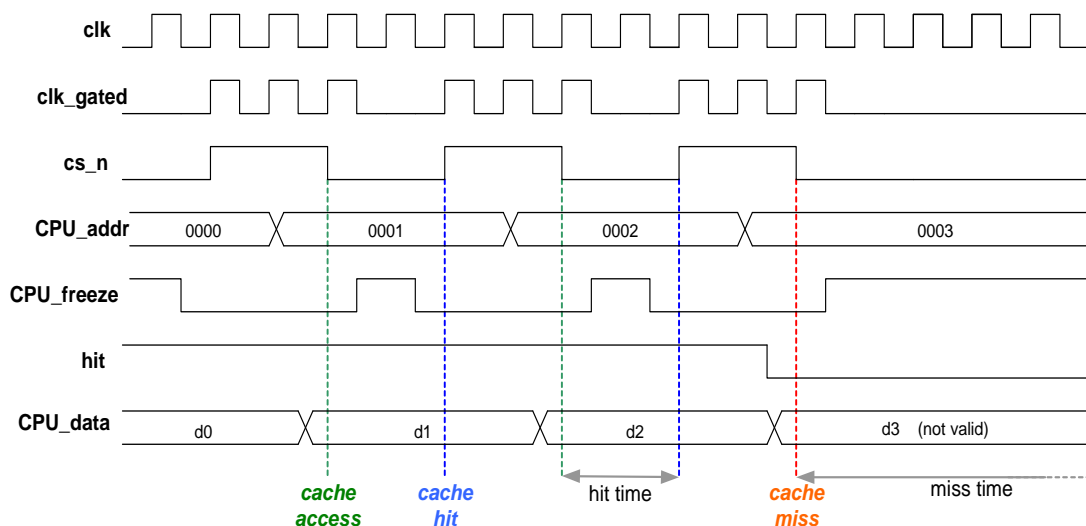 clk
clk_gated
cs_n
CPU_addr 0000 0001 0002 0003
CPU_freeze
hit
CPU_data d0 d1 d2 d3 (not valid)
cache access
cache hit
hit time
cache miss
miss time